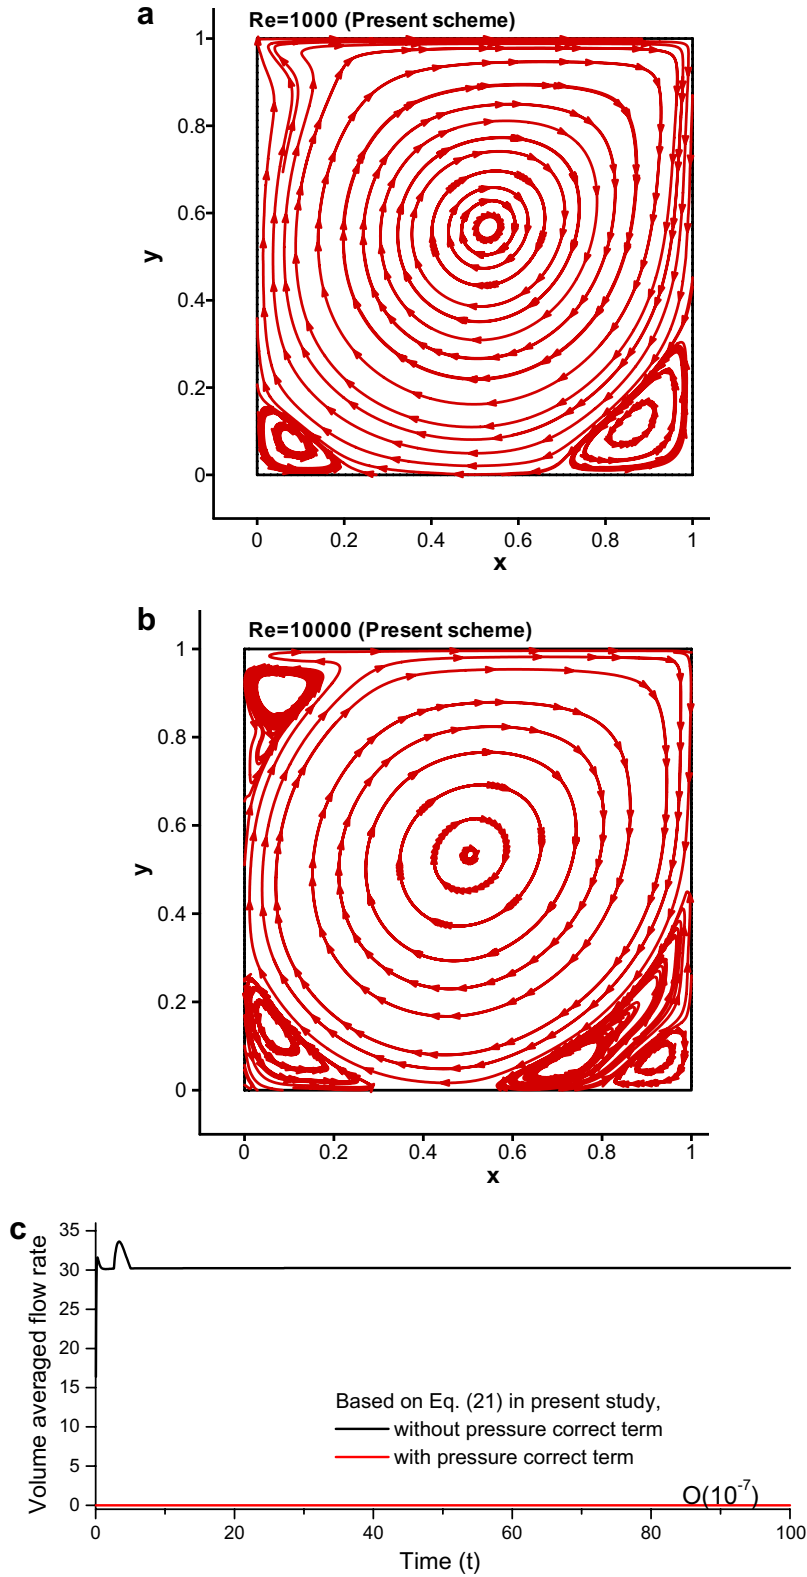 a
Re=1000 (Present scheme)
1
0.8
0.6
0.4
0.2
0
y
0 0.2 0.4 0.6 0.8 1
x
b
Re=10000 (Present scheme)
1
0.8
0.6
0.4
0.2
0
y
0 0.2 0.4 0.6 0.8 1
x
c
Volume averaged flow rate
35
30
25
20
15
10
5
0
Based on Eq. (21) in present study,
without pressure correct term
with pressure correct term
O(10⁻⁷)
0 20 40 60 80 100
Time (t)